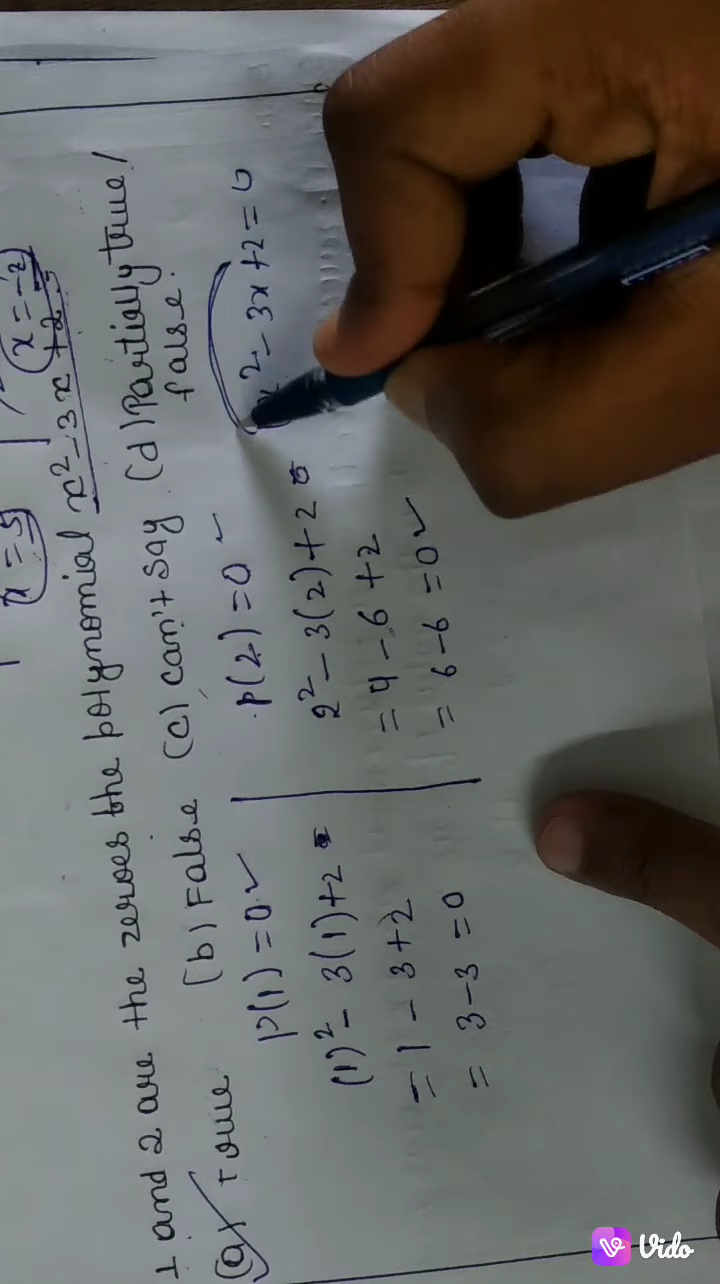 x = 5
(x = -2)
1 and 2 are the zeroes the polynomial x² - 3x + 2
(a) True (b) False (c) can't say. (d) Partially true/
false.
P(1) = 0 ✓
(1)² - 3(1) + 2 =
= 1 - 3 + 2
= 3 - 3 = 0
P(2) = 0 ✓
2² - 3(2) + 2 =
= 4 - 6 + 2
= 6 - 6 = 0 ✓
x² - 3x + 2 = 0
Vido